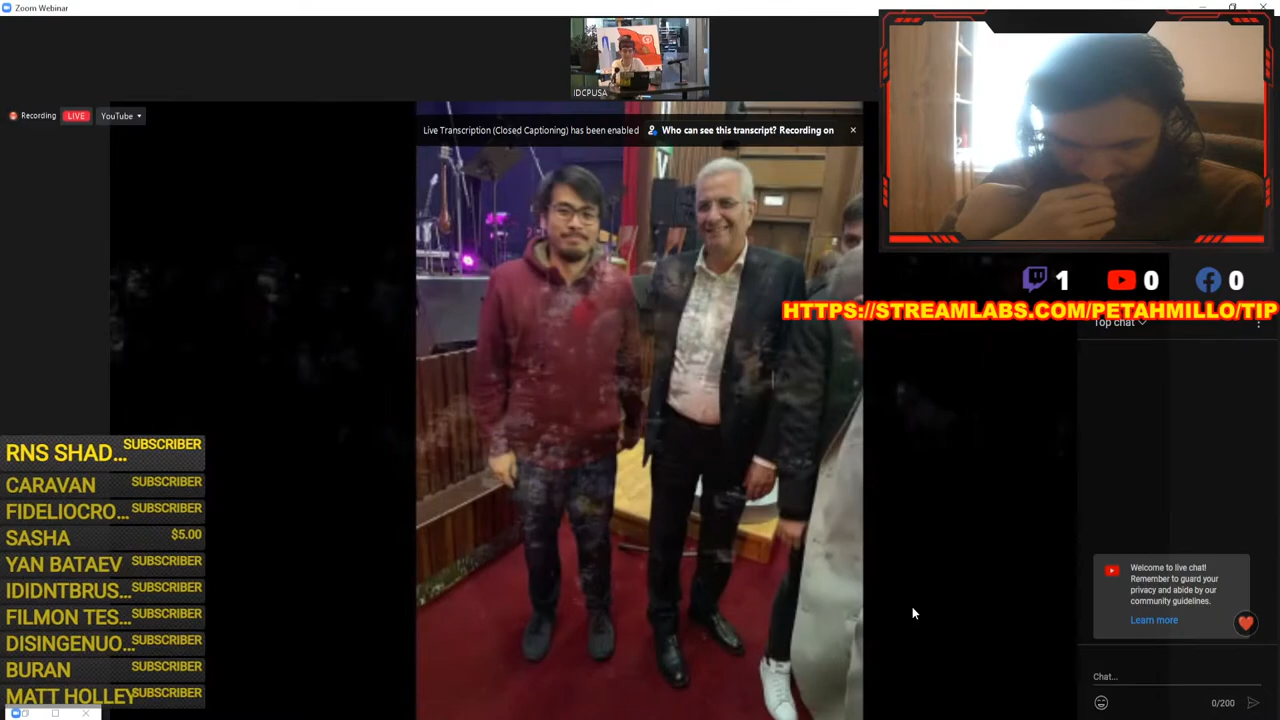 Zoom Webinar
IDCPUSA
Recording
LIVE
YouTube
Live Transcription (Closed Captioning) has been enabled
Who can see this transcript? Recording on
1
0
0
HTTPS://STREAMLABS.COM/PETAHMILLO/TIP
Top chat
RNS SHAD... SUBSCRIBER
CARAVAN SUBSCRIBER
FIDELIOCRO... SUBSCRIBER
SASHA $5.00
YAN BATAEV SUBSCRIBER
IDIDNTBRUS... SUBSCRIBER
FILMON TES... SUBSCRIBER
DISINGENUO... SUBSCRIBER
BURAN SUBSCRIBER
MATT HOLLEY SUBSCRIBER
Welcome to live chat!
Remember to guard your
privacy and abide by our
community guidelines.
Learn more
Chat...
0/200